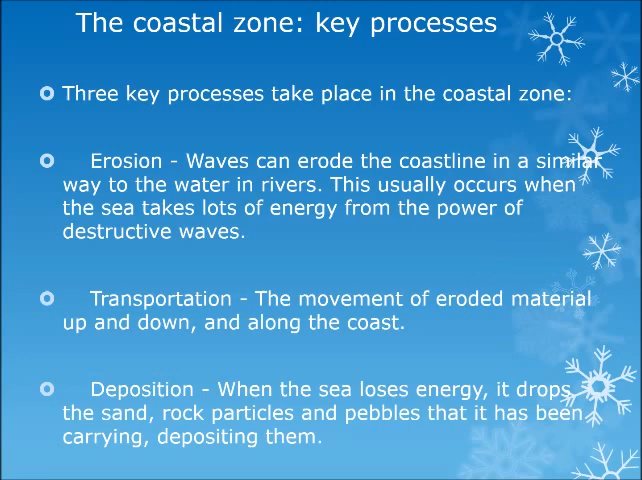 The coastal zone: key processes
Three key processes take place in the coastal zone:
Erosion - Waves can erode the coastline in a similar
way to the water in rivers. This usually occurs when
the sea takes lots of energy from the power of
destructive waves.
Transportation - The movement of eroded material
up and down, and along the coast.
Deposition - When the sea loses energy, it drops
the sand, rock particles and pebbles that it has been
carrying, depositing them.